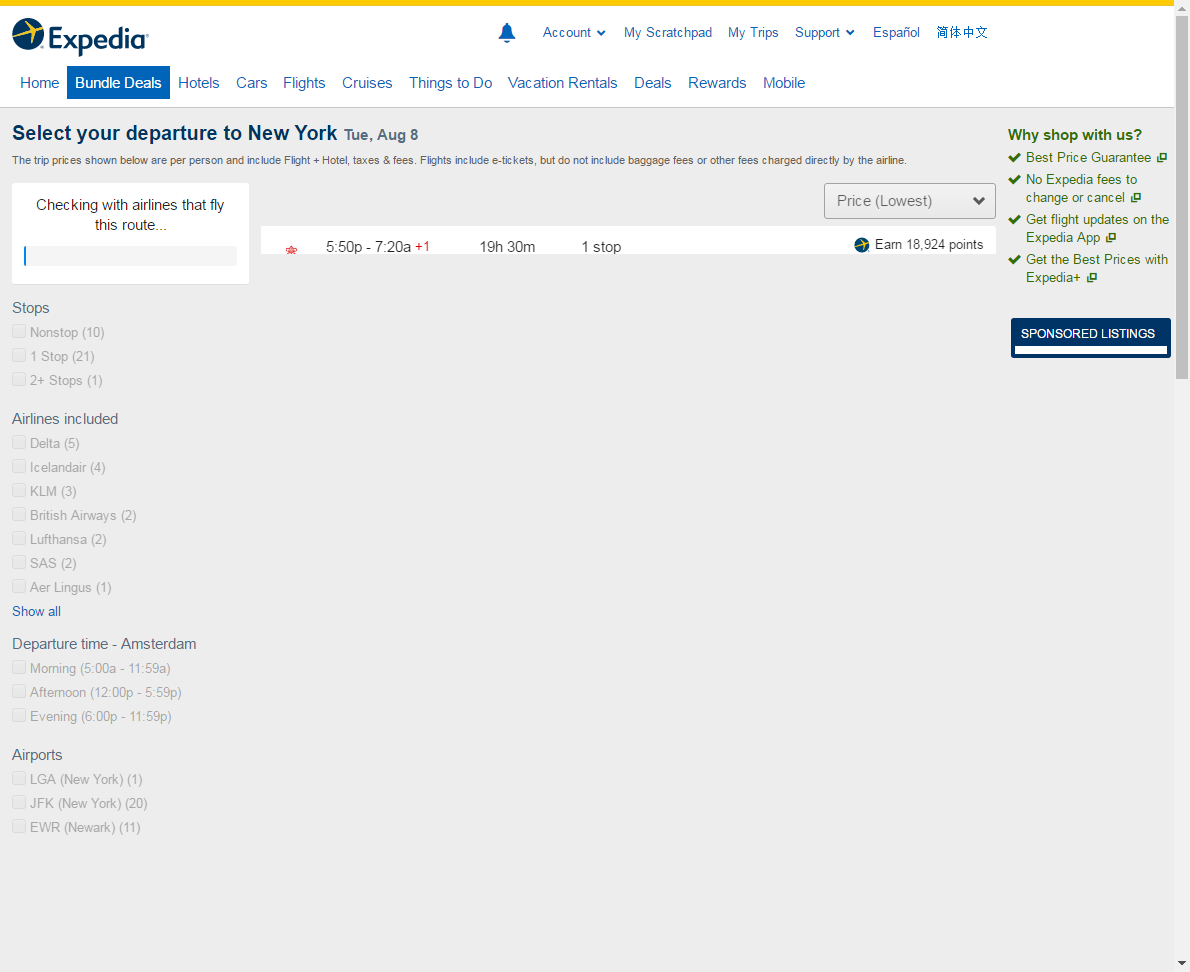 Expedia
Account
My Scratchpad
My Trips
Support
Español
简体中文
Home
Bundle Deals
Hotels
Cars
Flights
Cruises
Things to Do
Vacation Rentals
Deals
Rewards
Mobile
Select your departure to New York Tue, Aug 8
The trip prices shown below are per person and include Flight + Hotel, taxes & fees. Flights include e-tickets, but do not include baggage fees or other fees charged directly by the airline.
Checking with airlines that fly
this route...
Price (Lowest)
5:50p - 7:20a +1
19h 30m
1 stop
Earn 18,924 points
Stops
Nonstop (10)
1 Stop (21)
2+ Stops (1)
Airlines included
Delta (5)
Icelandair (4)
KLM (3)
British Airways (2)
Lufthansa (2)
SAS (2)
Aer Lingus (1)
Show all
Departure time - Amsterdam
Morning (5:00a - 11:59a)
Afternoon (12:00p - 5:59p)
Evening (6:00p - 11:59p)
Airports
LGA (New York) (1)
JFK (New York) (20)
EWR (Newark) (11)
Why shop with us?
Best Price Guarantee
No Expedia fees to
change or cancel
Get flight updates on the
Expedia App
Get the Best Prices with
Expedia+
SPONSORED LISTINGS